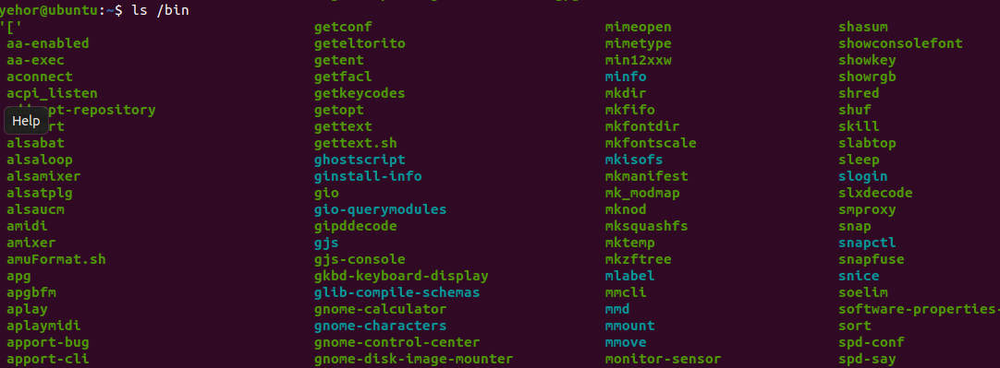 yehor@ubuntu:~$ ls /bin
'[' getconf mimeopen shasum
aa-enabled geteltorito mimetype showconsolefont
aa-exec getent min12xxw showkey
aconnect getfacl minfo showrgb
acpi_listen getkeycodes mkdir shred
pt-repository getopt mkfifo shuf
Help
rt gettext mkfontdir skill
alsabat gettext.sh mkfontscale slabtop
alsaloop ghostscript mkisofs sleep
alsamixer ginstall-info mkmanifest slogin
alsatplg gio mk_modmap slxdecode
alsaucm gio-querymodules mknod smproxy
amidi gipddecode mksquashfs snap
amixer gjs mktemp snapctl
amuFormat.sh gjs-console mkzftree snapfuse
apg gkbd-keyboard-display mlabel snice
apgbfm glib-compile-schemas mmcli soelim
aplay gnome-calculator mmd software-properties-
aplaymidi gnome-characters mmount sort
apport-bug gnome-control-center mmove spd-conf
apport-cli gnome-disk-image-mounter monitor-sensor spd-say